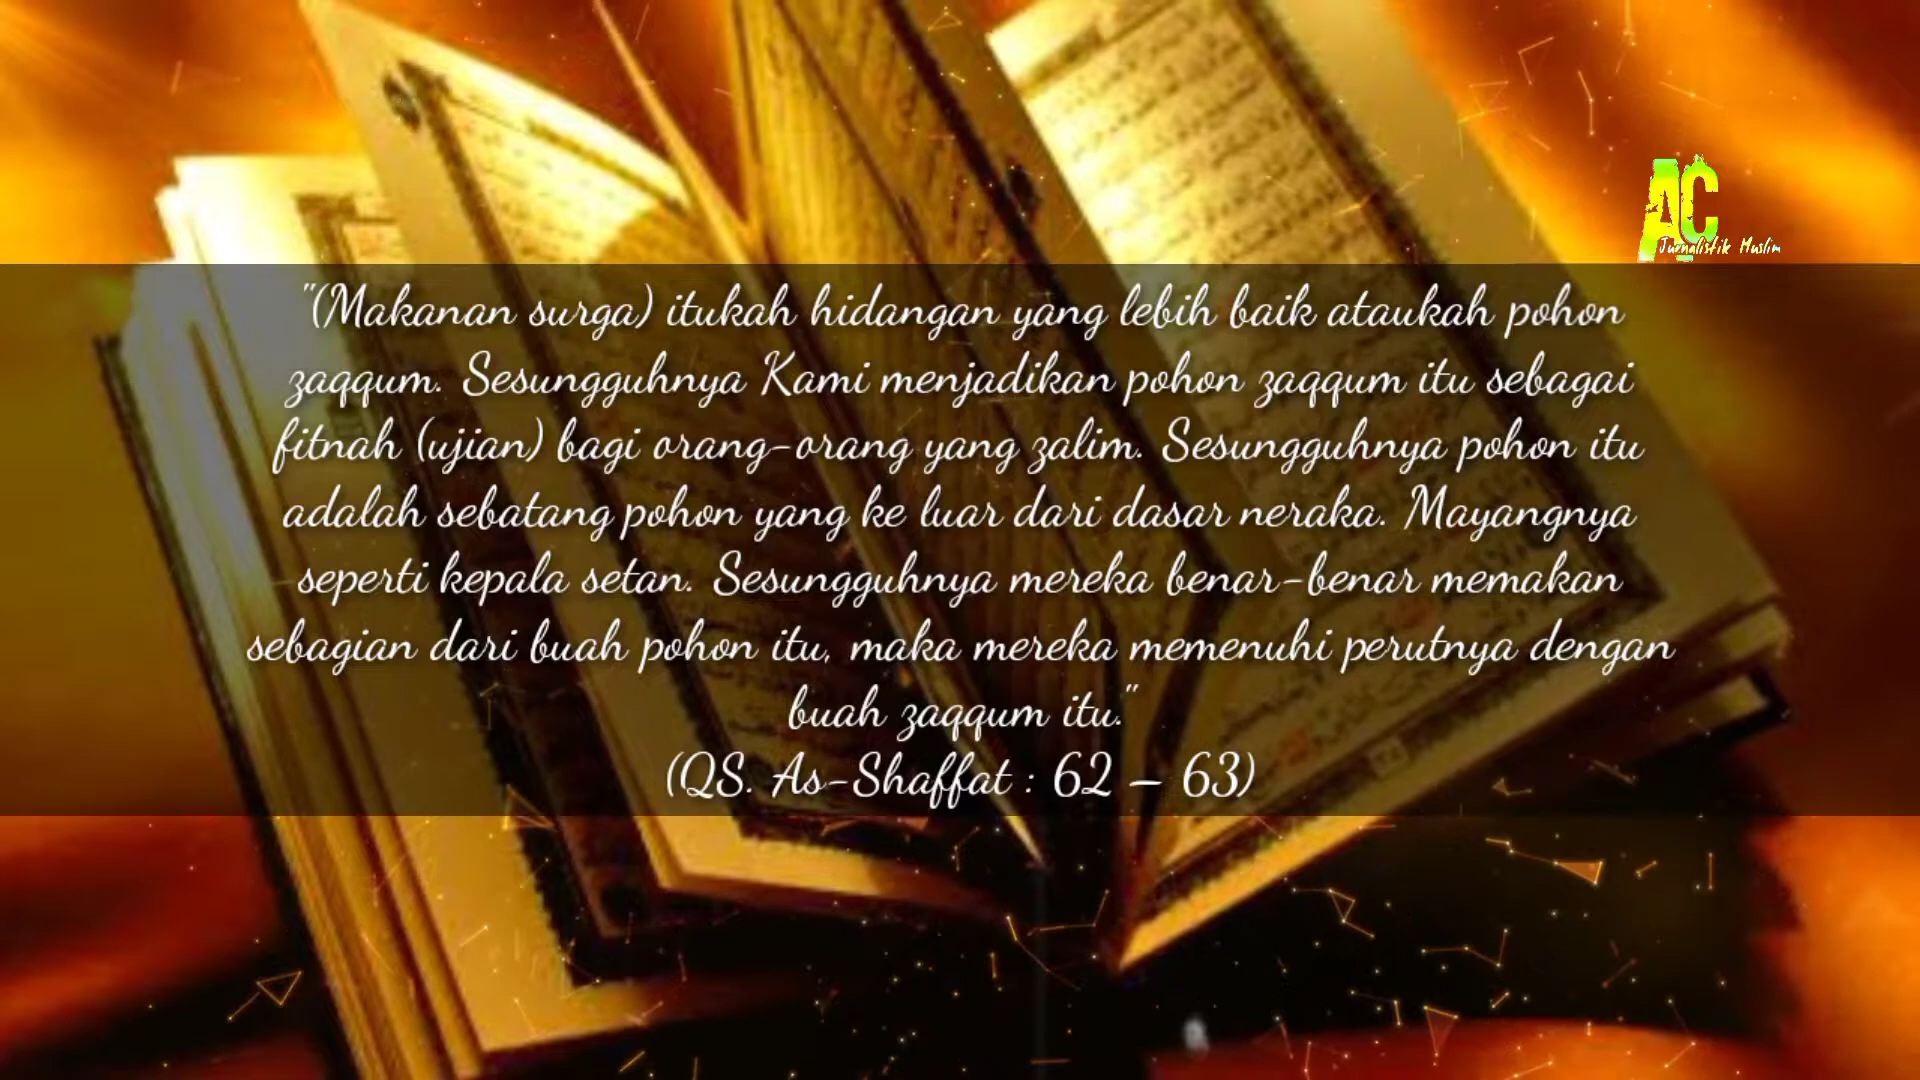 AC
Jurnalistik Muslim
"(Makanan surga) itukah hidangan yang lebih baik ataukah pohon
zaqqum. Sesungguhnya Kami menjadikan pohon zaqqum itu sebagai
fitnah (ujian) bagi orang-orang yang zalim. Sesungguhnya pohon itu
adalah sebatang pohon yang ke luar dari dasar neraka. Mayangnya
seperti kepala setan. Sesungguhnya mereka benar-benar memakan
sebagian dari buah pohon itu, maka mereka memenuhi perutnya dengan
buah zaqqum itu."
(QS. As-Shaffat : 62 – 63)